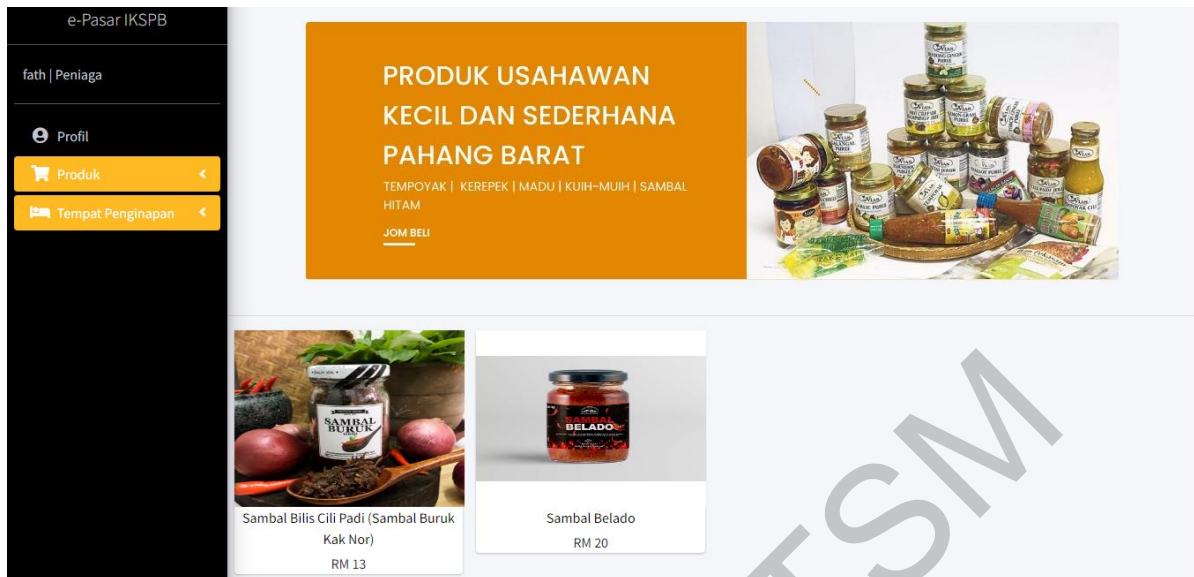 e-Pasar IKSPB
fath | Peniaga
Profil
Produk
Tempat Penginapan
PRODUK USAHAWAN
KECIL DAN SEDERHANA
PAHANG BARAT
TEMPOYAK | KEREPEK | MADU | KUIH-MUIH | SAMBAL
HITAM
JOM BELI
SAMBAL
BURUK
SAMBAL
BELADO
Sambal Bilis Cili Padi (Sambal Buruk
Kak Nor)
RM 13
Sambal Belado
RM 20
TSM